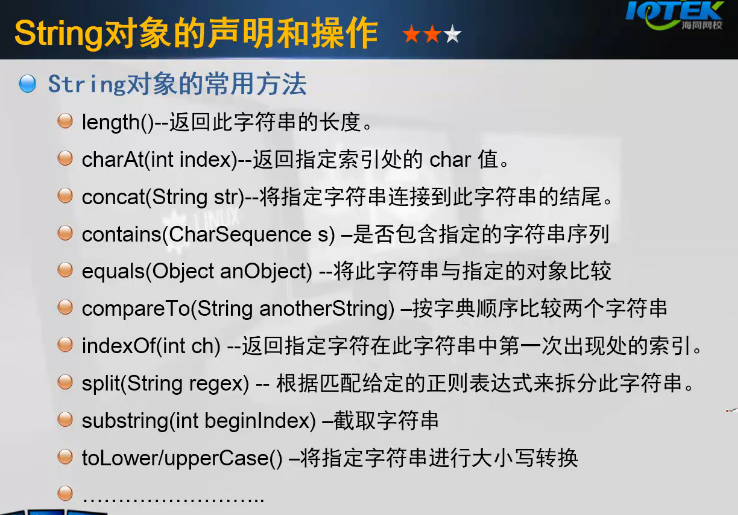 String对象的声明和操作
IOTEK
海同网校
String对象的常用方法
length()--返回此字符串的长度。
charAt(int index)--返回指定索引处的 char 值。
concat(String str)--将指定字符串连接到此字符串的结尾。
contains(CharSequence s) –是否包含指定的字符串序列
equals(Object anObject) --将此字符串与指定的对象比较
compareTo(String anotherString) –按字典顺序比较两个字符串
indexOf(int ch) --返回指定字符在此字符串中第一次出现处的索引。
split(String regex) -- 根据匹配给定的正则表达式来拆分此字符串。
substring(int beginIndex) –截取字符串
toLower/upperCase() –将指定字符串进行大小写转换
……………………..
LINUX